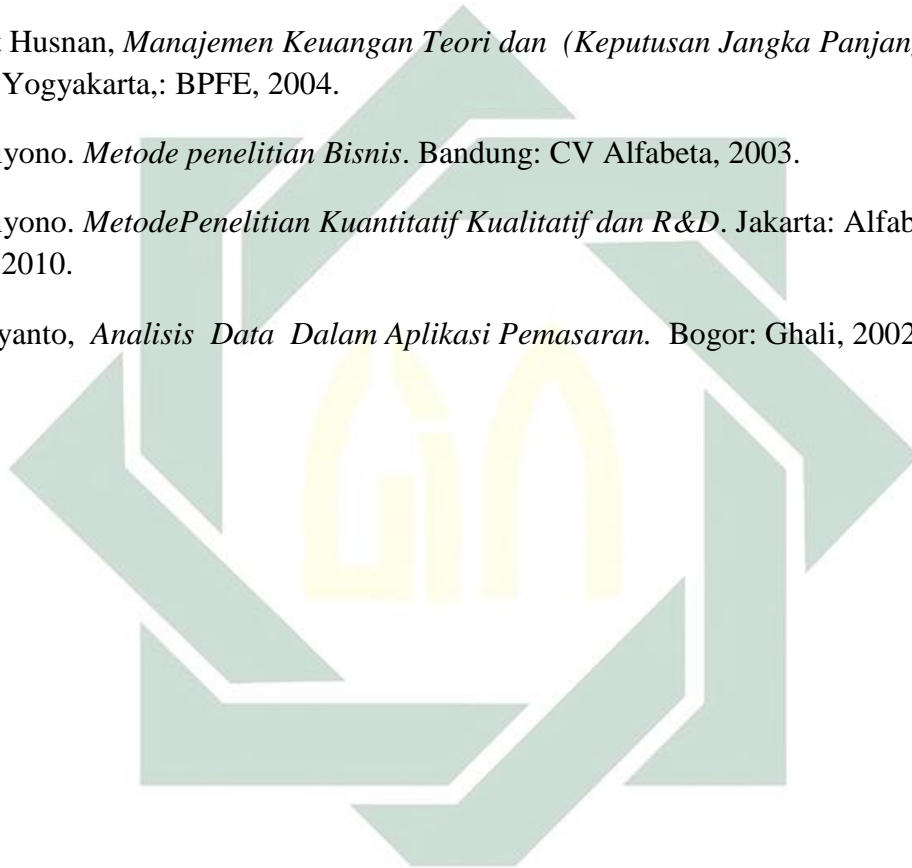 Husnan, Manajemen Keuangan Teori dan (Keputusan Jangka Panjang
Yogyakarta,: BPFE, 2004.
yono. Metode penelitian Bisnis. Bandung: CV Alfabeta, 2003.
yono. MetodePenelitian Kuantitatif Kualitatif dan R&D. Jakarta: Alfab
2010.
yanto, Analisis Data Dalam Aplikasi Pemasaran. Bogor: Ghali, 2002